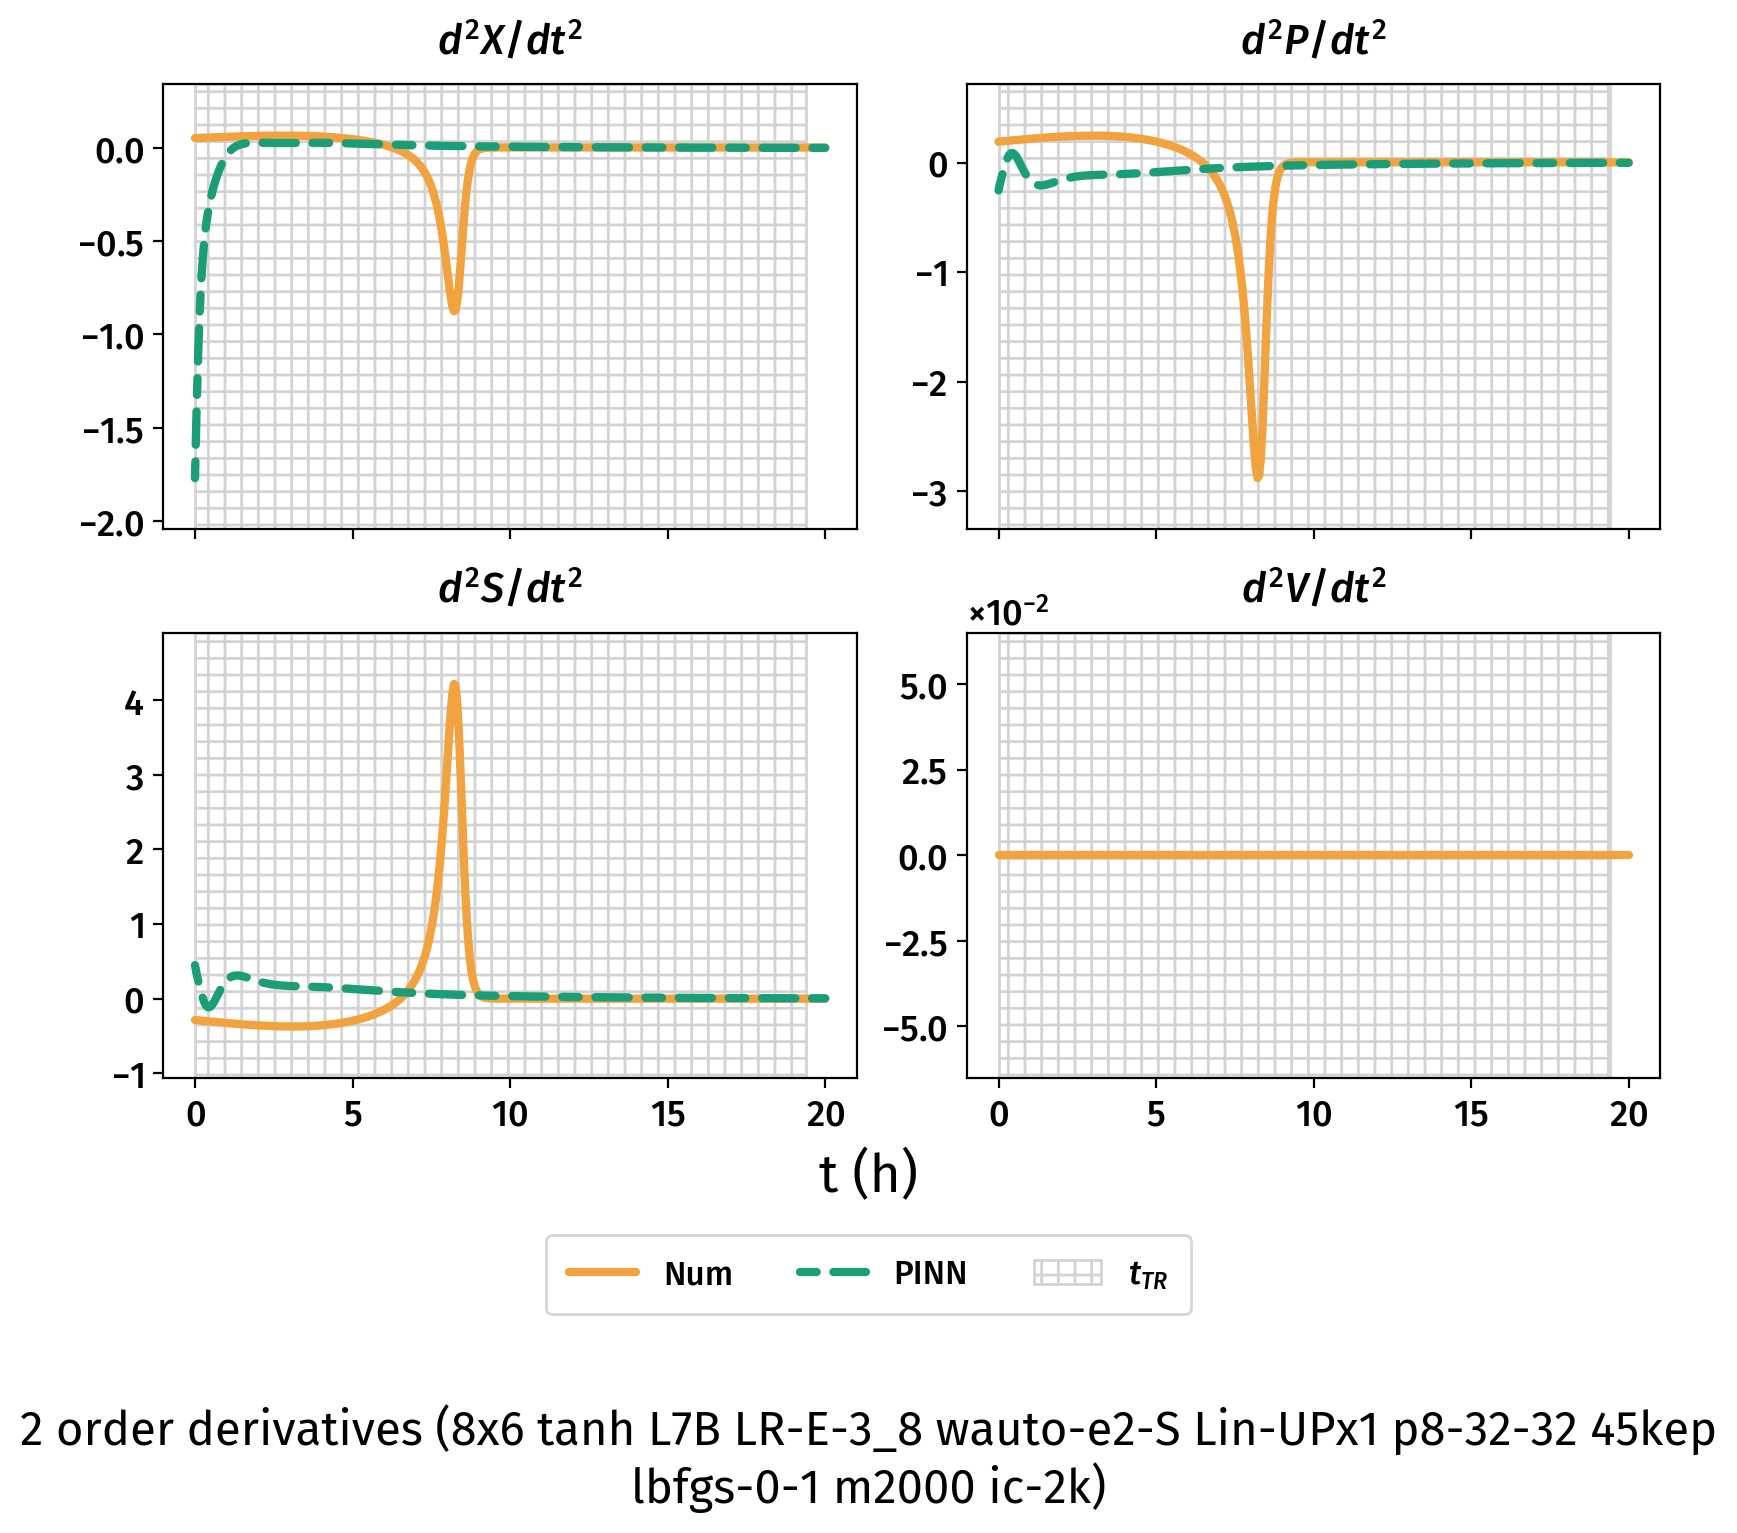 d²X/dt²
0.0
−0.5
−1.0
−1.5
−2.0
d²P/dt²
0
−1
−2
−3
d²S/dt²
4
3
2
1
0
−1
0 5 10 15 20
d²V/dt²
×10⁻²
5.0
2.5
0.0
−2.5
−5.0
0 5 10 15 20
t (h)
Num PINN t_TR
2 order derivatives (8x6 tanh L7B LR-E-3_8 wauto-e2-S Lin-UPx1 p8-32-32 45kep
lbfgs-0-1 m2000 ic-2k)